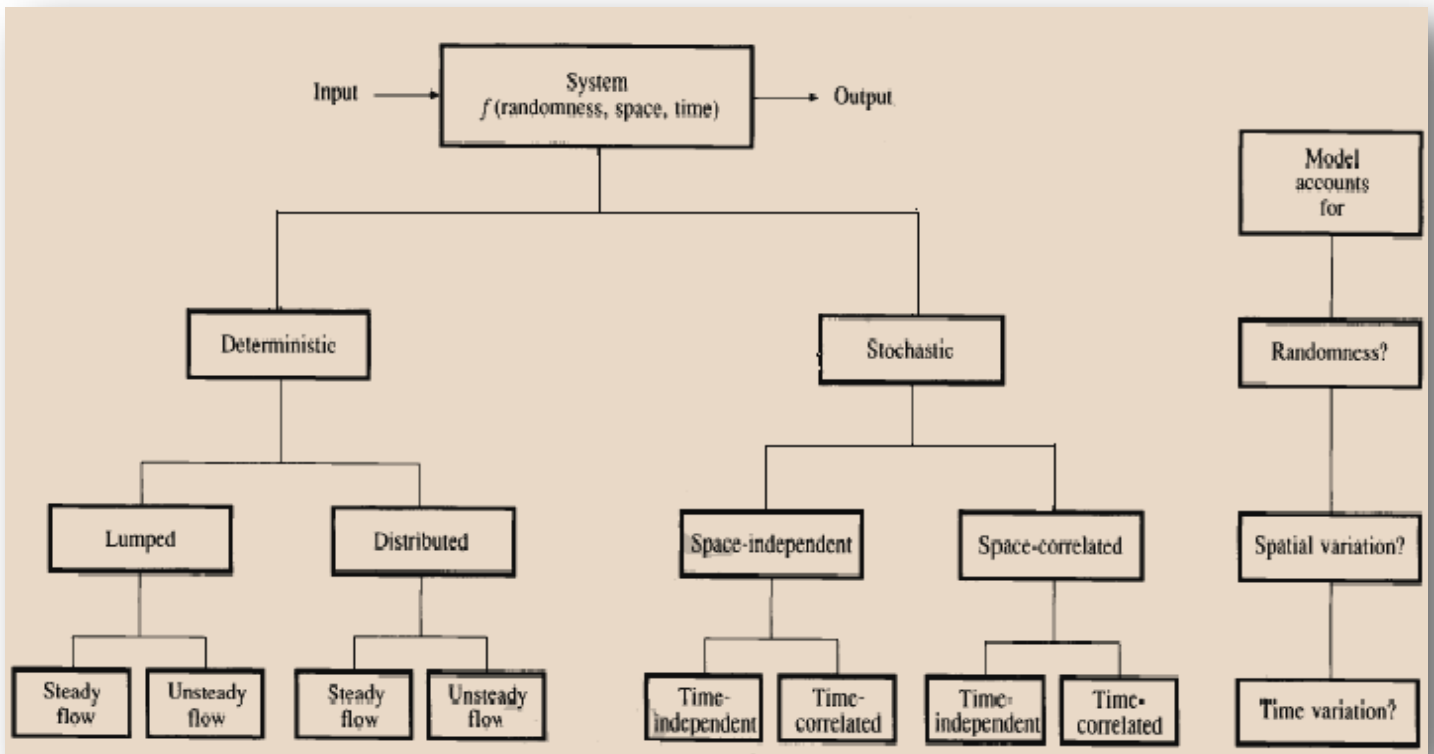 Input
System
f (randomness, space, time)
Output
Model
accounts
for
Deterministic
Stochastic
Randomness?
Lumped
Distributed
Space-independent
Space-correlated
Spatial variation?
Steady
flow
Unsteady
flow
Steady
flow
Unsteady
flow
Time-
independent
Time-
correlated
Time-
independent
Time-
correlated
Time variation?